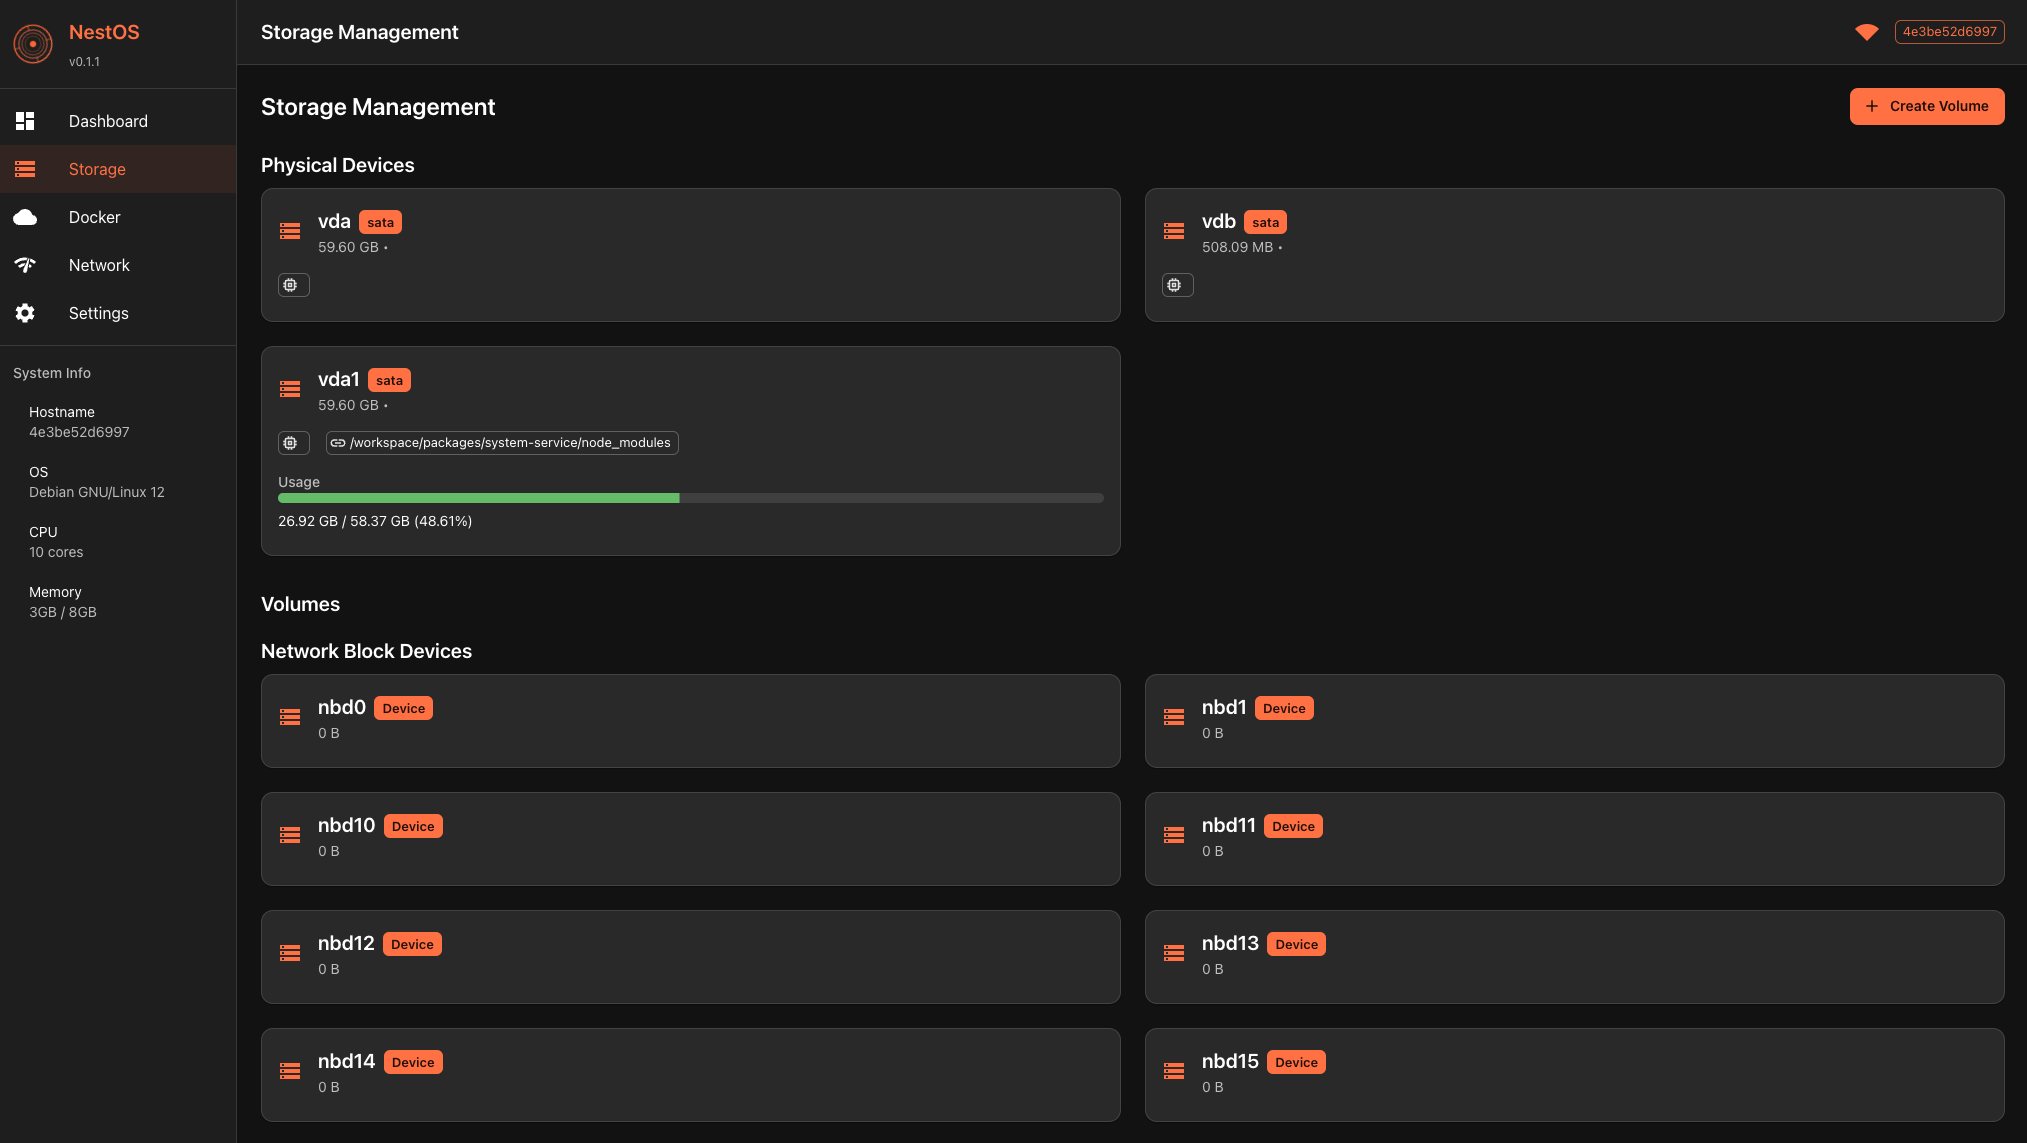 NestOS
v0.1.1
Dashboard
Storage
Docker
Network
Settings
System Info
Hostname
4e3be52d6997
OS
Debian GNU/Linux 12
CPU
10 cores
Memory
3GB / 8GB
Storage Management
4e3be52d6997
Storage Management
Create Volume
Physical Devices
vda sata
59.60 GB •
vdb sata
508.09 MB •
vda1 sata
59.60 GB •
/workspace/packages/system-service/node_modules
Usage
26.92 GB / 58.37 GB (48.61%)
Volumes
Network Block Devices
nbd0 Device
0 B
nbd1 Device
0 B
nbd10 Device
0 B
nbd11 Device
0 B
nbd12 Device
0 B
nbd13 Device
0 B
nbd14 Device
0 B
nbd15 Device
0 B